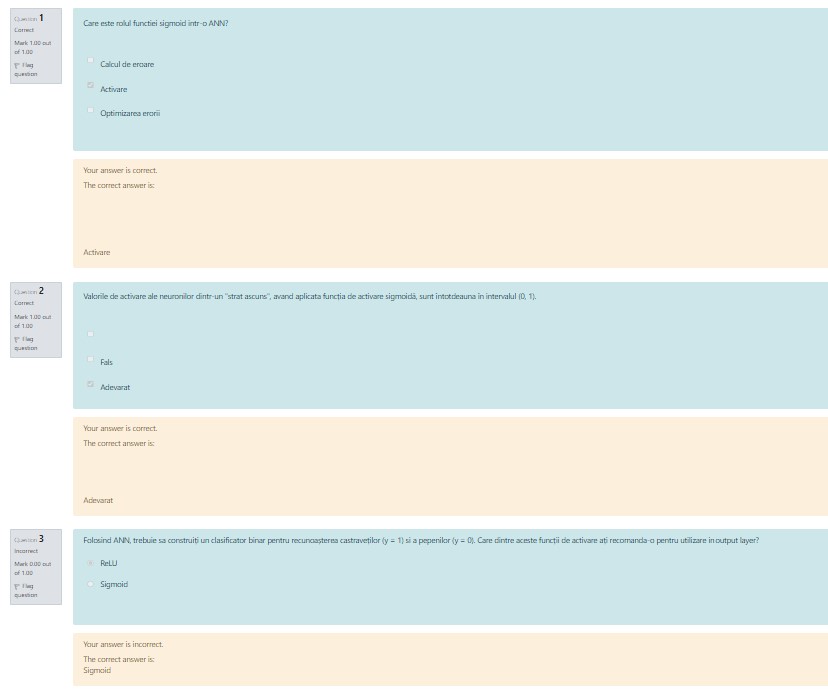 Question 1
Correct
Mark 1.00 out
of 1.00
Flag
question
Care este rolul functiei sigmoid intr-o ANN?
Calcul de eroare
Activare
Optimizarea erorii
Your answer is correct.
The correct answer is:
Activare
Question 2
Correct
Mark 1.00 out
of 1.00
Flag
question
Valorile de activare ale neuronilor dintr-un "strat ascuns", avand aplicata funcția de activare sigmoidă, sunt întotdeauna în intervalul (0, 1).
Fals
Adevarat
Your answer is correct.
The correct answer is:
Adevarat
Question 3
Incorrect
Mark 0.00 out
of 1.00
Flag
question
Folosind ANN, trebuie sa construiți un clasificator binar pentru recunoașterea castraveților (y = 1) si a pepenilor (y = 0). Care dintre aceste funcții de activare ați recomanda-o pentru utilizare in output layer?
ReLU
Sigmoid
Your answer is incorrect.
The correct answer is:
Sigmoid